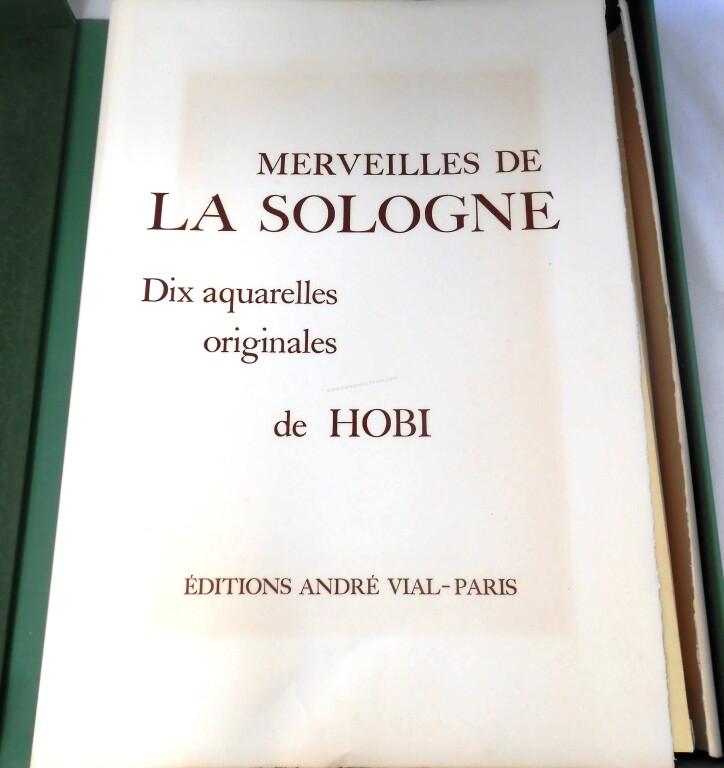 MERVEILLES DE
LA SOLOGNE
Dix aquarelles
originales
de HOBI
ÉDITIONS ANDRÉ VIAL-PARIS